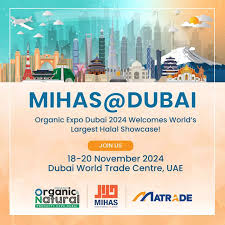 MIHAS@DUBAI
Organic Expo Dubai 2024 Welcomes World's
Largest Halal Showcase!
JOIN US
18-20 November 2024
Dubai World Trade Centre, UAE
Organic
Natural
MIHAS
MATRADE